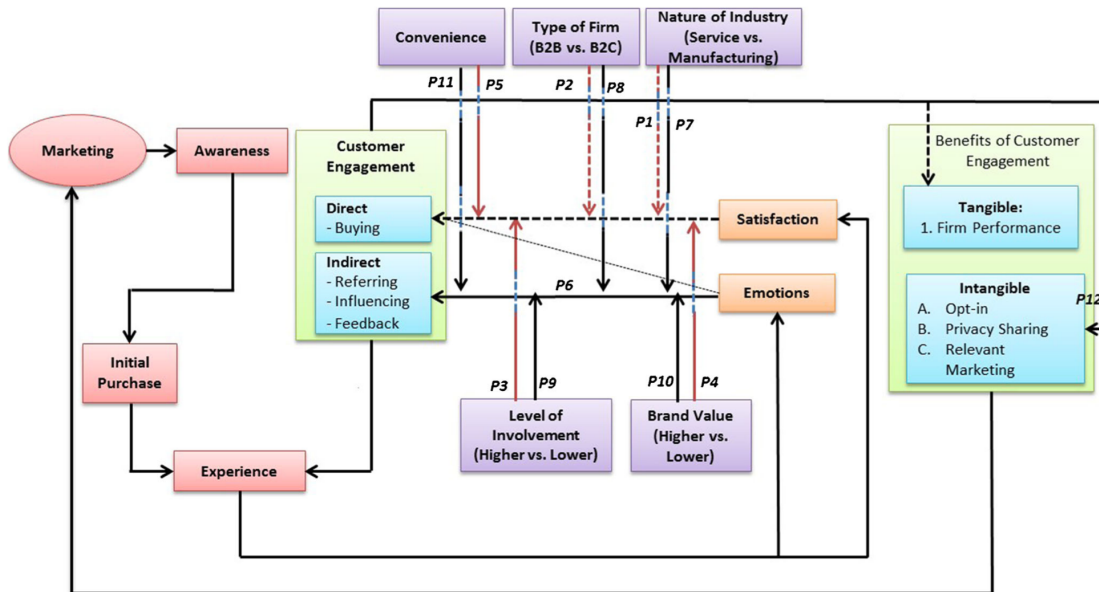 Convenience
Type of Firm
(B2B vs. B2C)
Nature of Industry
(Service vs.
Manufacturing)
P11
P5
P2
P8
P1
P7
Marketing
Awareness
Customer
Engagement
Direct
- Buying
Indirect
- Referring
- Influencing
- Feedback
Satisfaction
P6
Emotions
Benefits of Customer
Engagement
Tangible:
1. Firm Performance
Intangible
A. Opt-in
B. Privacy Sharing
C. Relevant
Marketing
P12
Initial
Purchase
P3
P9
P10
P4
Level of
Involvement
(Higher vs. Lower)
Brand Value
(Higher vs.
Lower)
Experience